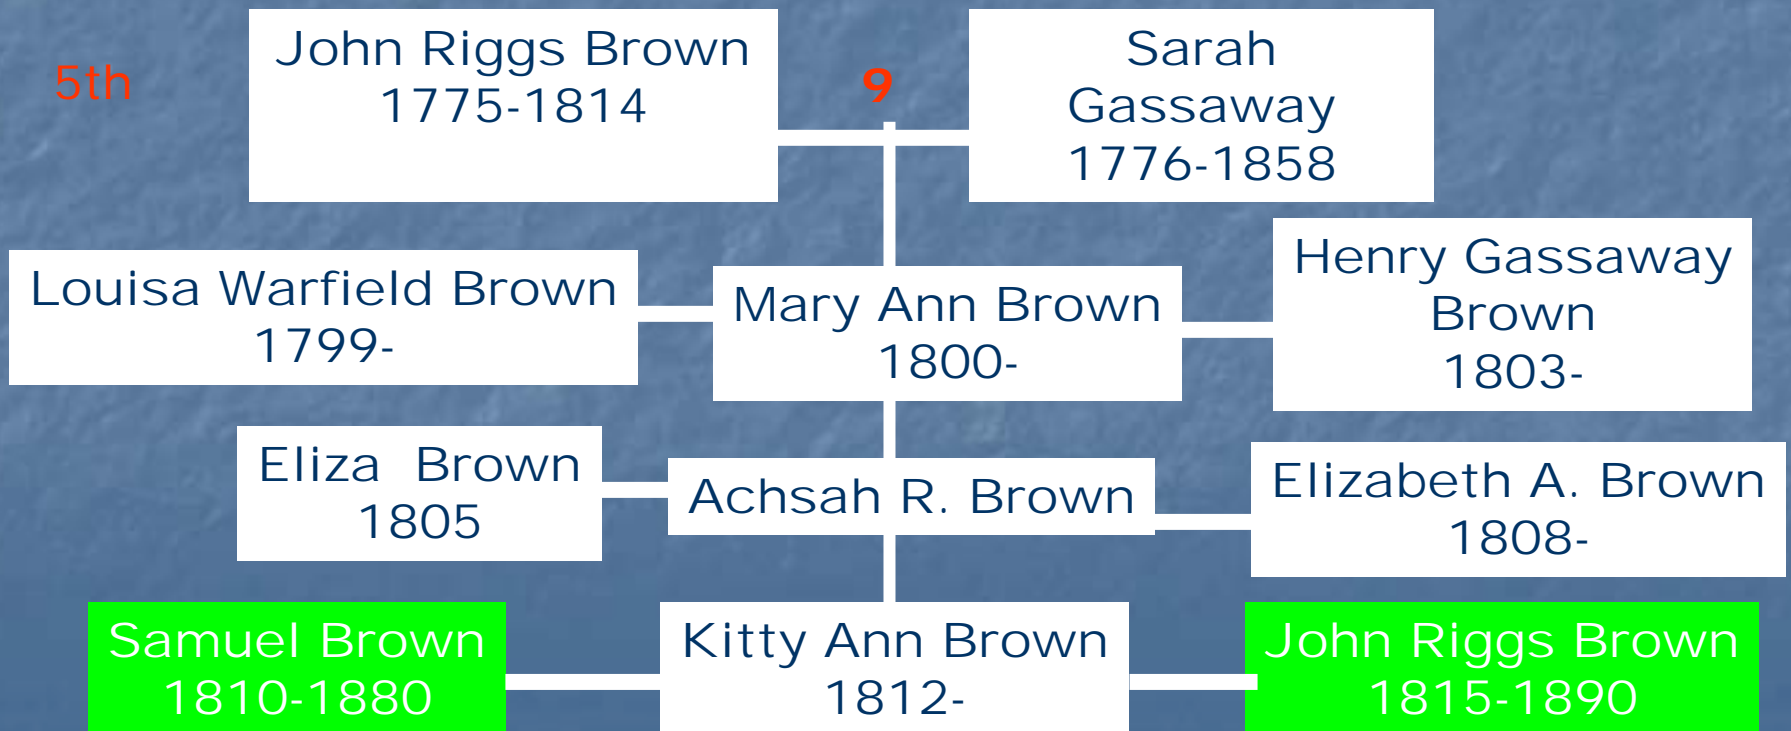 5th
John Riggs Brown
1775-1814
9
Sarah
Gassaway
1776-1858
Louisa Warfield Brown
1799-
Mary Ann Brown
1800-
Henry Gassaway
Brown
1803-
Eliza  Brown
1805
Achsah R. Brown
Elizabeth A. Brown
1808-
Samuel Brown
1810-1880
Kitty Ann Brown
1812-
John Riggs Brown
1815-1890